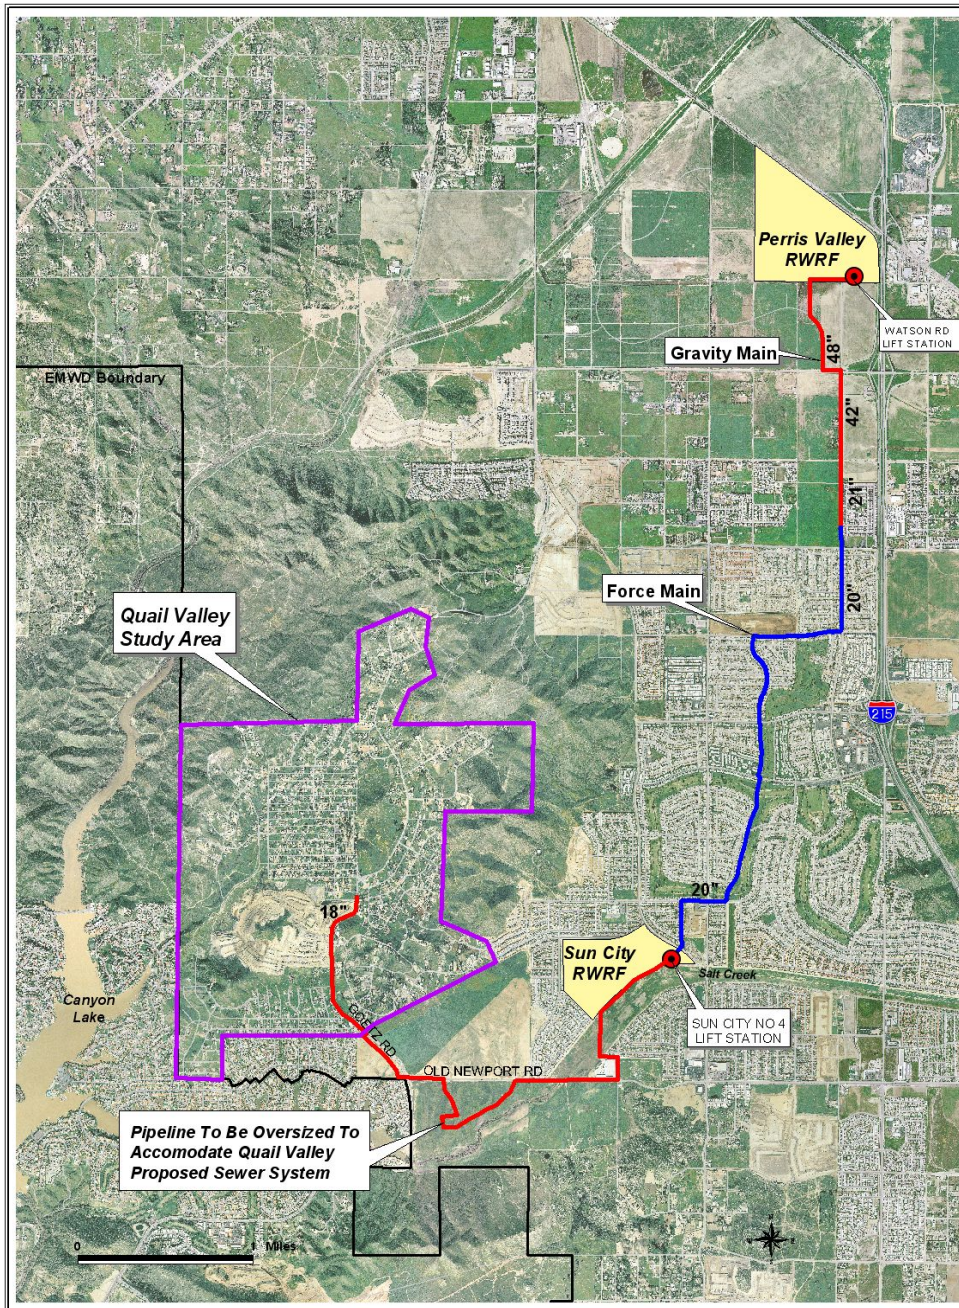 Perris Valley
RWRF
WATSON RD
LIFT STATION
Gravity Main
48"
EMWD Boundary
42"
21"
Force Main
20"
Quail Valley
Study Area
215
20"
18"
Sun City
RWRF
Salt Creek
Canyon
Lake
GOETZ RD
SUN CITY NO 4
LIFT STATION
OLD NEWPORT RD
Pipeline To Be Oversized To
Accomodate Quail Valley
Proposed Sewer System
0 1 Miles